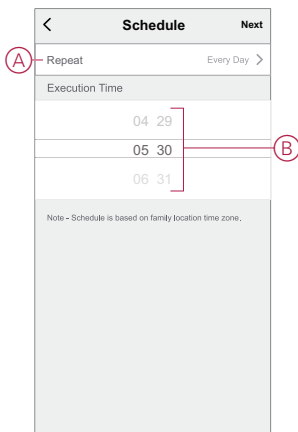 Schedule Next
A Repeat Every Day
Execution Time
04 29
05 30
B
06 31
Note - Schedule is based on family location time zone.